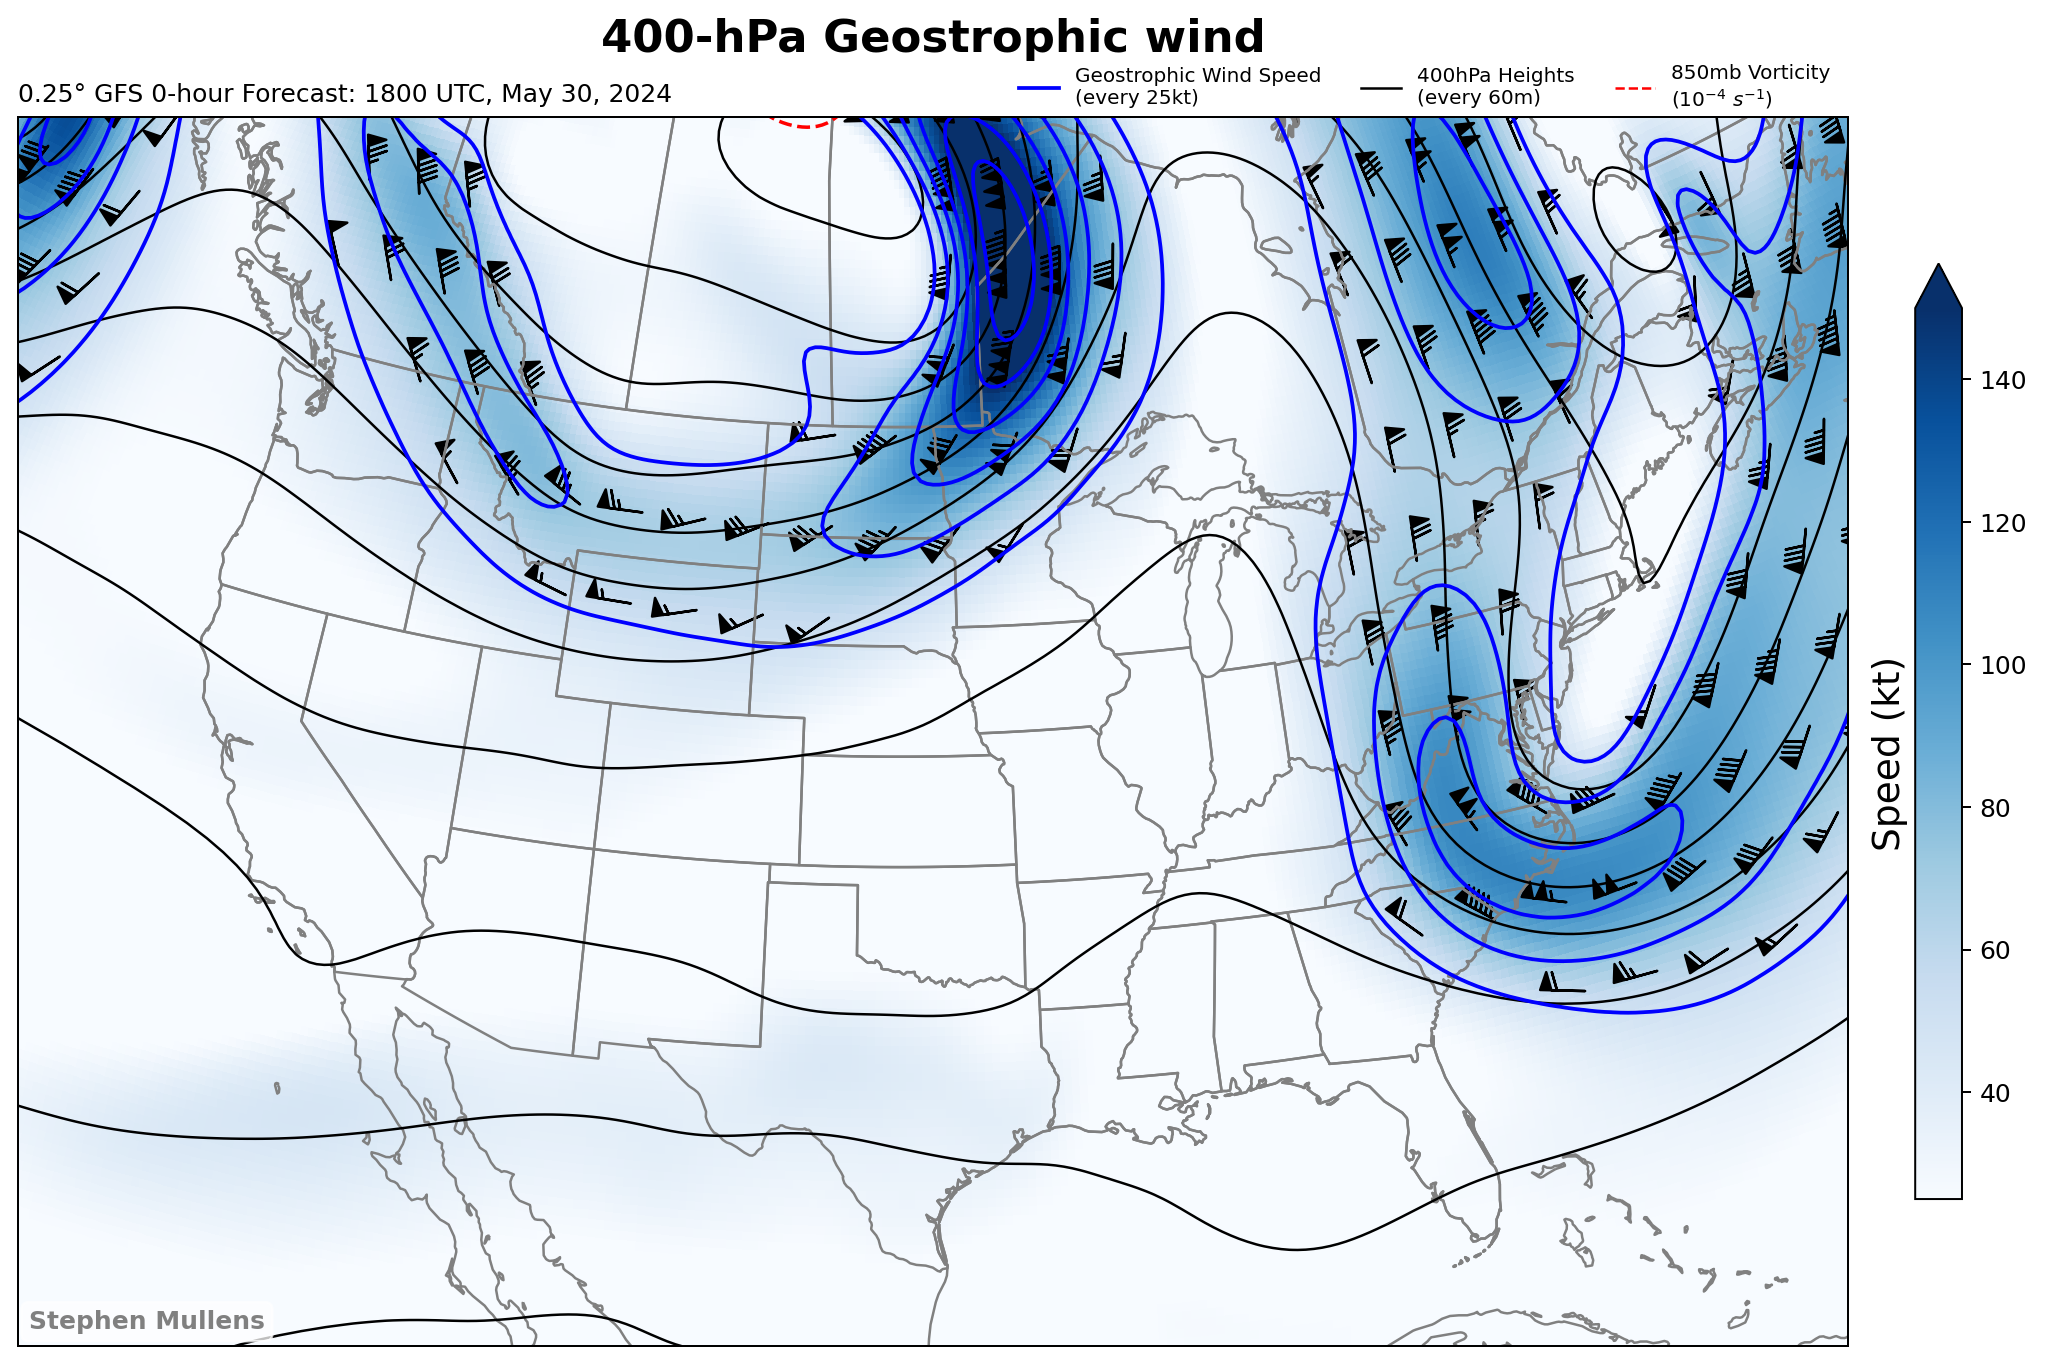 400-hPa Geostrophic wind
0.25° GFS 0-hour Forecast: 1800 UTC, May 30, 2024
Geostrophic Wind Speed
(every 25kt)
400hPa Heights
(every 60m)
850mb Vorticity
(10⁻⁴ s⁻¹)
140
120
100
80
60
40
Speed (kt)
Stephen Mullens